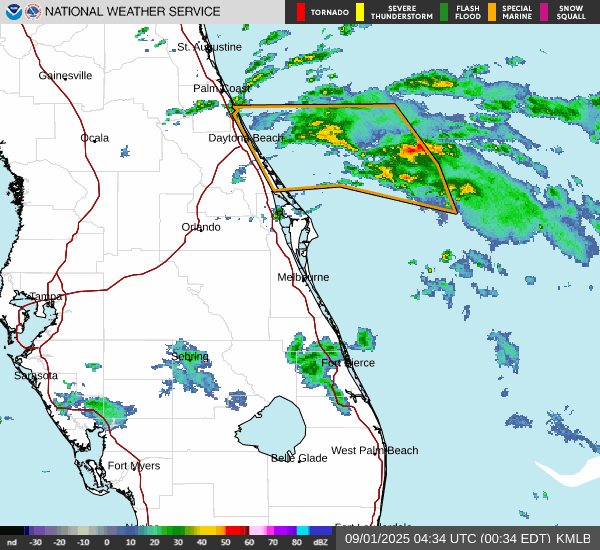 NATIONAL WEATHER SERVICE
TORNADO
SEVERE THUNDERSTORM
FLASH FLOOD
SPECIAL MARINE
SNOW SQUALL
St. Augustine
Gainesville
Palm Coast
Ocala
Daytona Beach
Orlando
Melbourne
Tampa
Sebring
Fort Pierce
Sarasota
West Palm Beach
Belle Glade
Fort Myers
nd -30 -20 -10 0 10 20 30 40 50 60 70 80 dBZ
09/01/2025 04:34 UTC (00:34 EDT) KMLB